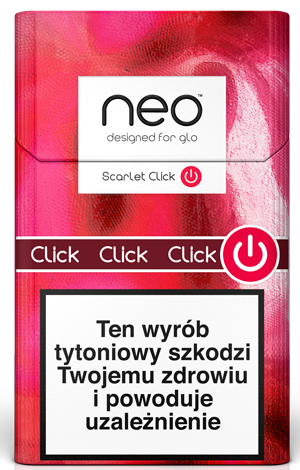 neo™
designed for glo
Scarlet Click
Click Click Click
Ten wyrób
tytoniowy szkodzi
Twojemu zdrowiu
i powoduje
uzależnienie